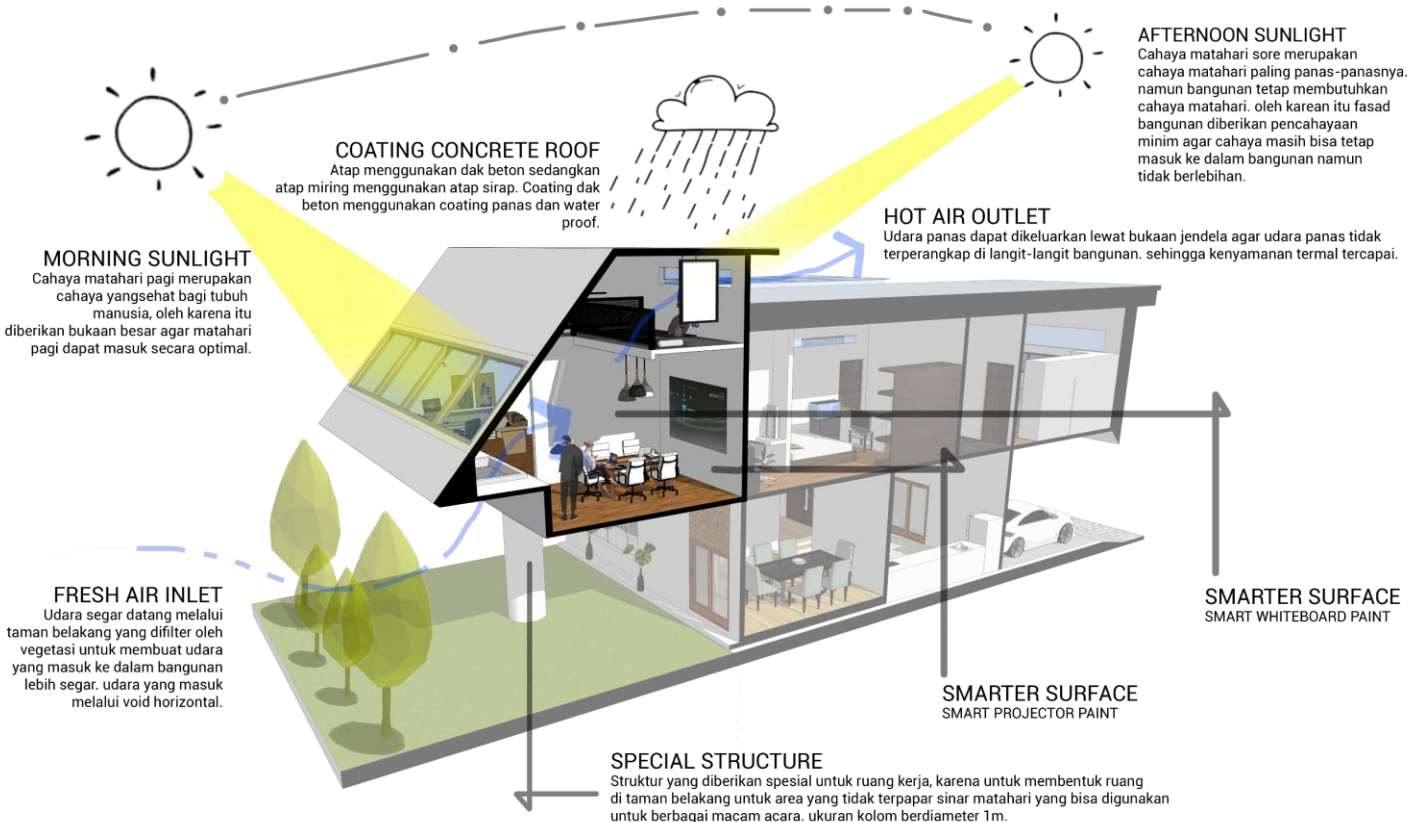 AFTERNOON SUNLIGHT
Cahaya matahari sore merupakan
cahaya matahari paling panas-panasnya.
namun bangunan tetap membutuhkan
cahaya matahari. oleh karean itu fasad
bangunan diberikan pencahayaan
minim agar cahaya masih bisa tetap
masuk ke dalam bangunan namun
tidak berlebihan.
COATING CONCRETE ROOF
Atap menggunakan dak beton sedangkan
atap miring menggunakan atap sirap. Coating dak
beton menggunakan coating panas dan water
proof.
HOT AIR OUTLET
Udara panas dapat dikeluarkan lewat bukaan jendela agar udara panas tidak
terperangkap di langit-langit bangunan. sehingga kenyamanan termal tercapai.
MORNING SUNLIGHT
Cahaya matahari pagi merupakan
cahaya yangsehat bagi tubuh
manusia, oleh karena itu
diberikan bukaan besar agar matahari
pagi dapat masuk secara optimal.
FRESH AIR INLET
Udara segar datang melalui
taman belakang yang difilter oleh
vegetasi untuk membuat udara
yang masuk ke dalam bangunan
lebih segar. udara yang masuk
melalui void horizontal.
SMARTER SURFACE
SMART WHITEBOARD PAINT
SMARTER SURFACE
SMART PROJECTOR PAINT
SPECIAL STRUCTURE
Struktur yang diberikan spesial untuk ruang kerja, karena untuk membentuk ruang
di taman belakang untuk area yang tidak terpapar sinar matahari yang bisa digunakan
untuk berbagai macam acara. ukuran kolom berdiameter 1m.